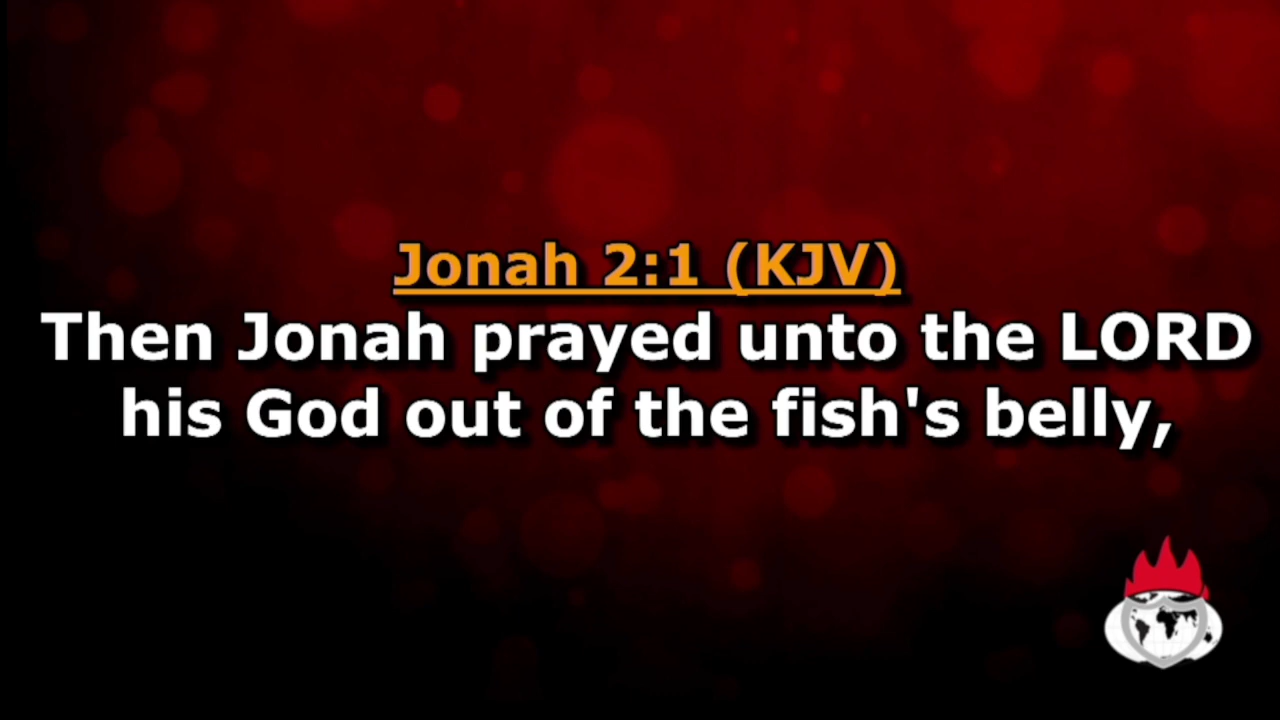 Jonah 2:1 (KJV)
Then Jonah prayed unto the LORD
his God out of the fish's belly,